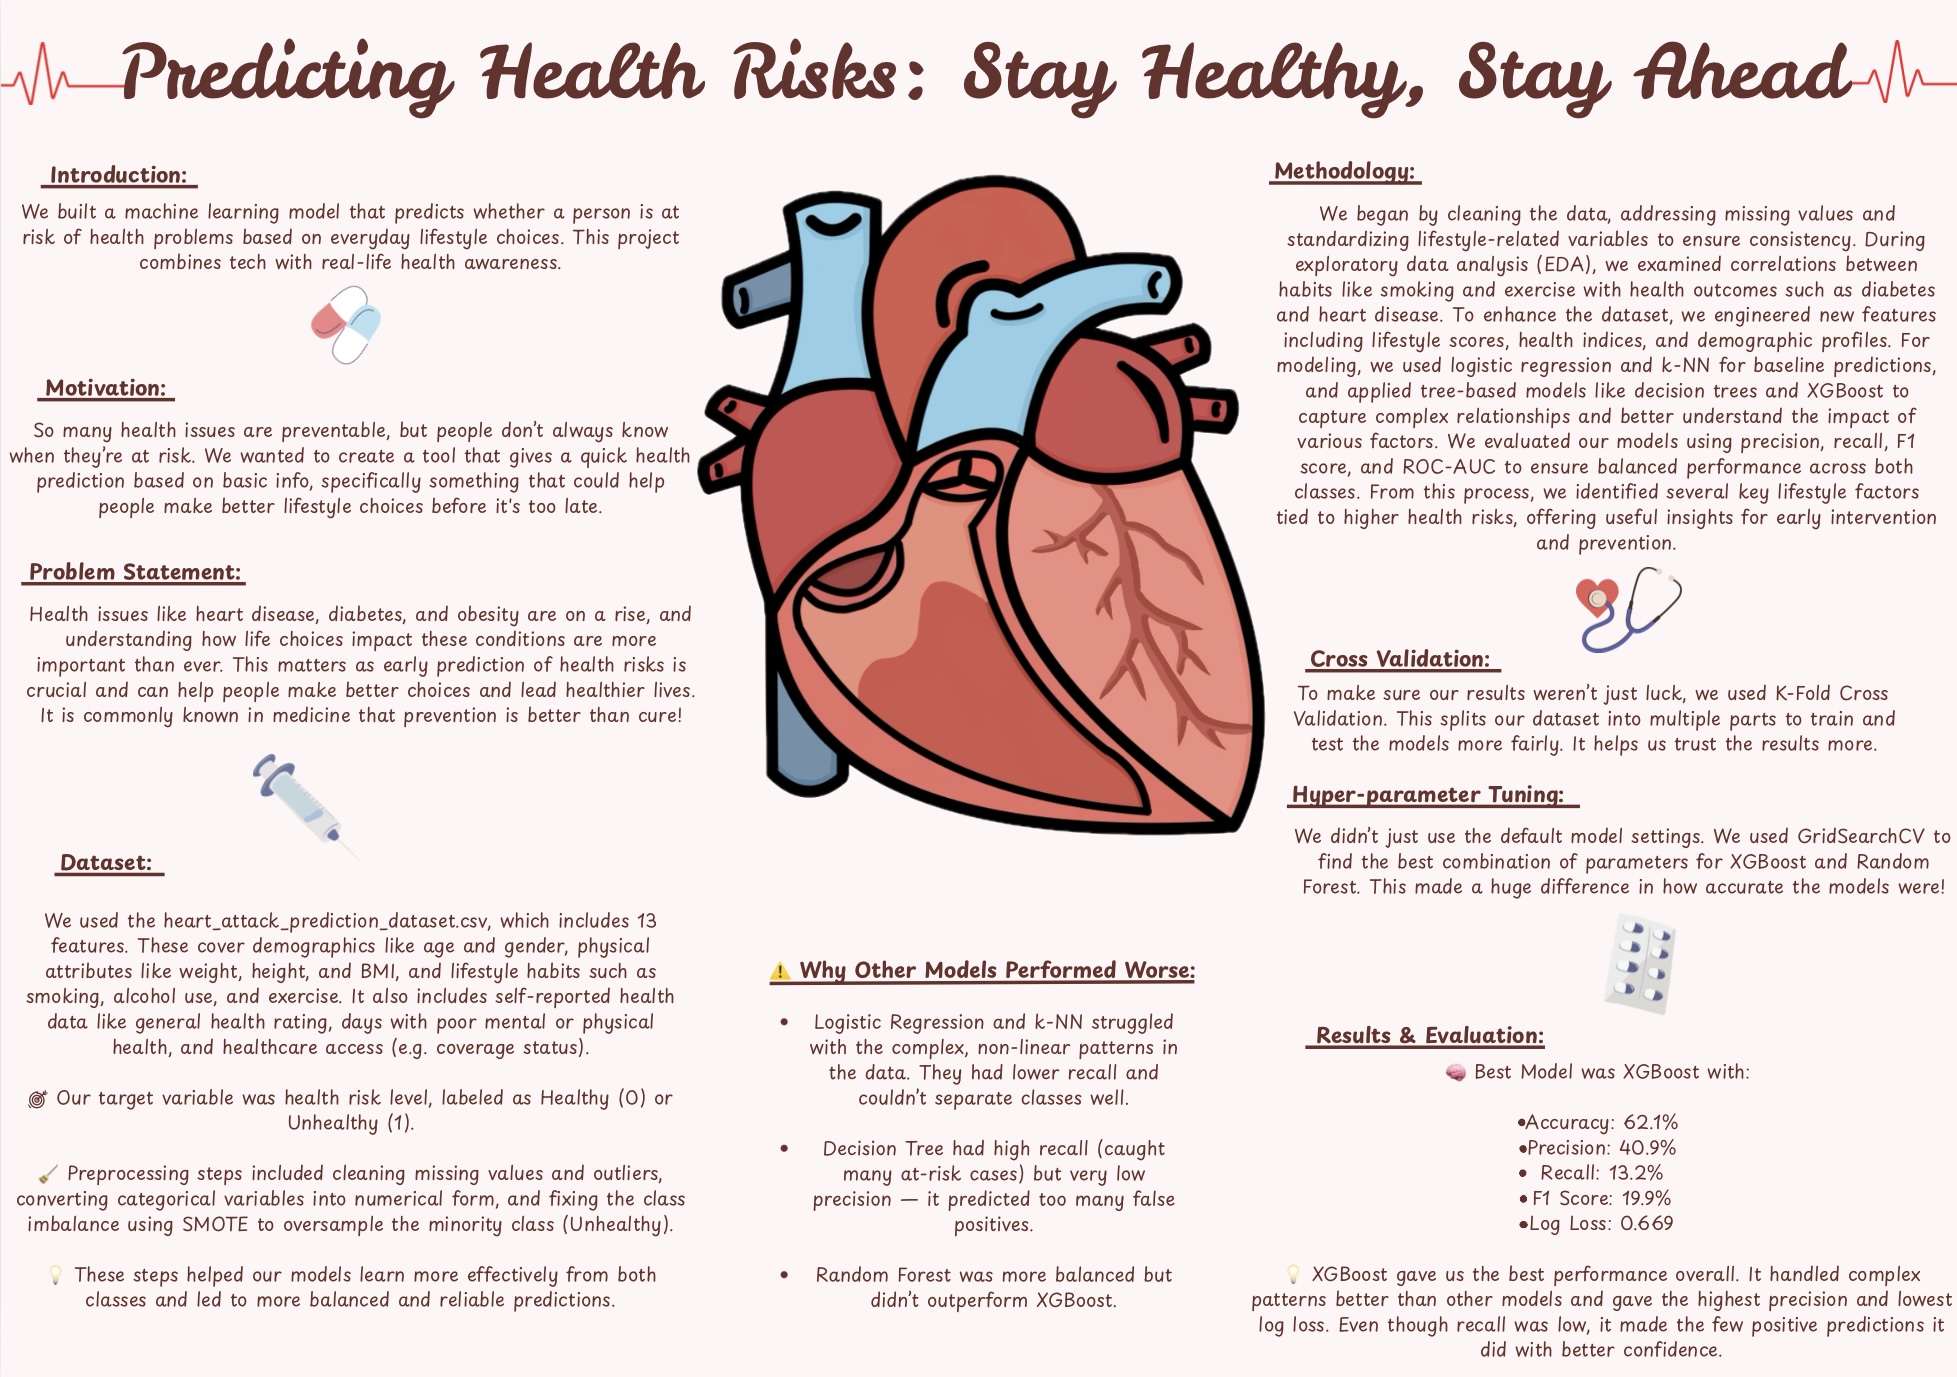 Predicting Health Risks: Stay Healthy, Stay Ahead
Introduction:
We built a machine learning model that predicts whether a person is at
risk of health problems based on everyday lifestyle choices. This project
combines tech with real-life health awareness.
Motivation:
So many health issues are preventable, but people don't always know
when they're at risk. We wanted to create a tool that gives a quick health
prediction based on basic info, specifically something that could help
people make better lifestyle choices before it's too late.
Problem Statement:
Health issues like heart disease, diabetes, and obesity are on a rise, and
understanding how life choices impact these conditions are more
important than ever. This matters as early prediction of health risks is
crucial and can help people make better choices and lead healthier lives.
It is commonly known in medicine that prevention is better than cure!
Dataset:
We used the heart_attack_prediction_dataset.csv, which includes 13
features. These cover demographics like age and gender, physical
attributes like weight, height, and BMI, and lifestyle habits such as
smoking, alcohol use, and exercise. It also includes self-reported health
data like general health rating, days with poor mental or physical
health, and healthcare access (e.g. coverage status).
🎯 Our target variable was health risk level, labeled as Healthy (0) or
Unhealthy (1).
🧹 Preprocessing steps included cleaning missing values and outliers,
converting categorical variables into numerical form, and fixing the class
imbalance using SMOTE to oversample the minority class (Unhealthy).
💡 These steps helped our models learn more effectively from both
classes and led to more balanced and reliable predictions.
⚠️ Why Other Models Performed Worse:
• Logistic Regression and k-NN struggled
with the complex, non-linear patterns in
the data. They had lower recall and
couldn't separate classes well.
• Decision Tree had high recall (caught
many at-risk cases) but very low
precision — it predicted too many false
positives.
• Random Forest was more balanced but
didn't outperform XGBoost.
Methodology:
We began by cleaning the data, addressing missing values and
standardizing lifestyle-related variables to ensure consistency. During
exploratory data analysis (EDA), we examined correlations between
habits like smoking and exercise with health outcomes such as diabetes
and heart disease. To enhance the dataset, we engineered new features
including lifestyle scores, health indices, and demographic profiles. For
modeling, we used logistic regression and k-NN for baseline predictions,
and applied tree-based models like decision trees and XGBoost to
capture complex relationships and better understand the impact of
various factors. We evaluated our models using precision, recall, F1
score, and ROC-AUC to ensure balanced performance across both
classes. From this process, we identified several key lifestyle factors
tied to higher health risks, offering useful insights for early intervention
and prevention.
Cross Validation:
To make sure our results weren't just luck, we used K-Fold Cross
Validation. This splits our dataset into multiple parts to train and
test the models more fairly. It helps us trust the results more.
Hyper-parameter Tuning:
We didn't just use the default model settings. We used GridSearchCV to
find the best combination of parameters for XGBoost and Random
Forest. This made a huge difference in how accurate the models were!
Results & Evaluation:
🧠 Best Model was XGBoost with:
•Accuracy: 62.1%
•Precision: 40.9%
• Recall: 13.2%
• F1 Score: 19.9%
•Log Loss: 0.669
💡 XGBoost gave us the best performance overall. It handled complex
patterns better than other models and gave the highest precision and lowest
log loss. Even though recall was low, it made the few positive predictions it
did with better confidence.